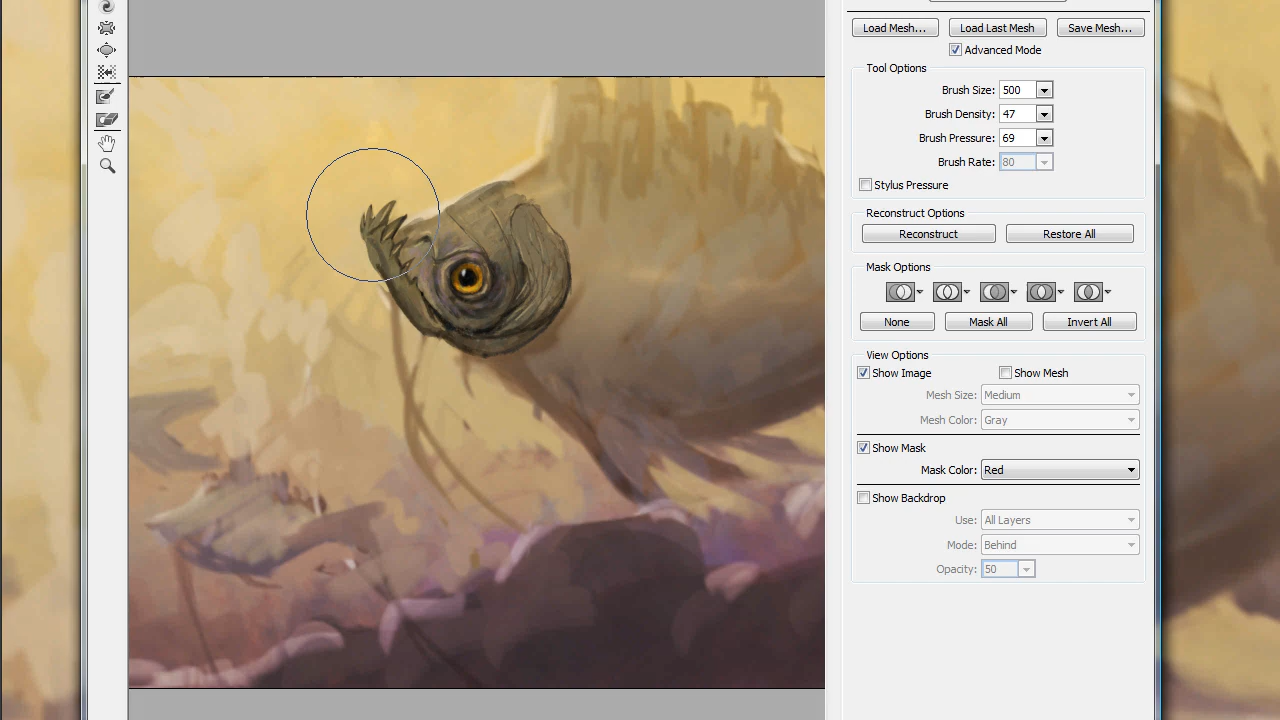 Load Mesh... Load Last Mesh Save Mesh...
Advanced Mode
Tool Options
Brush Size: 500
Brush Density: 47
Brush Pressure: 69
Brush Rate: 80
Stylus Pressure
Reconstruct Options
Reconstruct Restore All
Mask Options
None Mask All Invert All
View Options
Show Image Show Mesh
Mesh Size: Medium
Mesh Color: Gray
Show Mask
Mask Color: Red
Show Backdrop
Use: All Layers
Mode: Behind
Opacity: 50